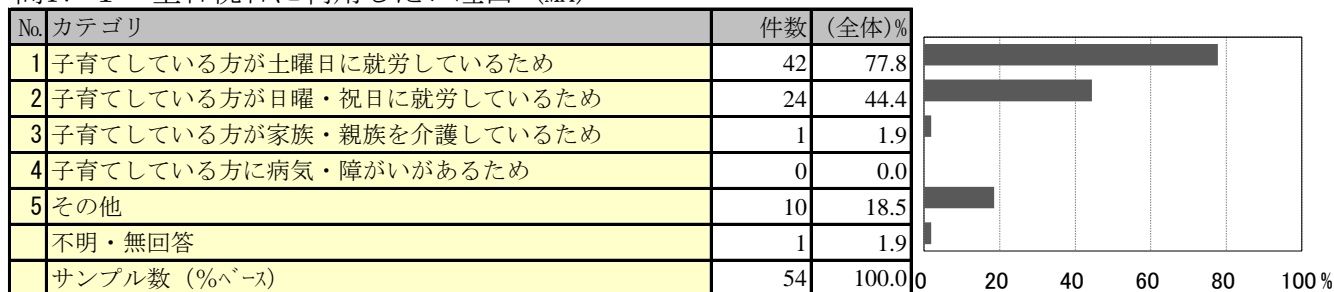 No. カテゴリ 件数 (全体)%
1 子育てしている方が土曜日に就労しているため 42 77.8
2 子育てしている方が日曜・祝日に就労しているため 24 44.4
3 子育てしている方が家族・親族を介護しているため 1 1.9
4 子育てしている方に病気・障がいがあるため 0 0.0
5 その他 10 18.5
不明・無回答 1 1.9
サンプル数 (%ﾍﾞｰｽ) 54 100.0
0 20 40 60 80 100%